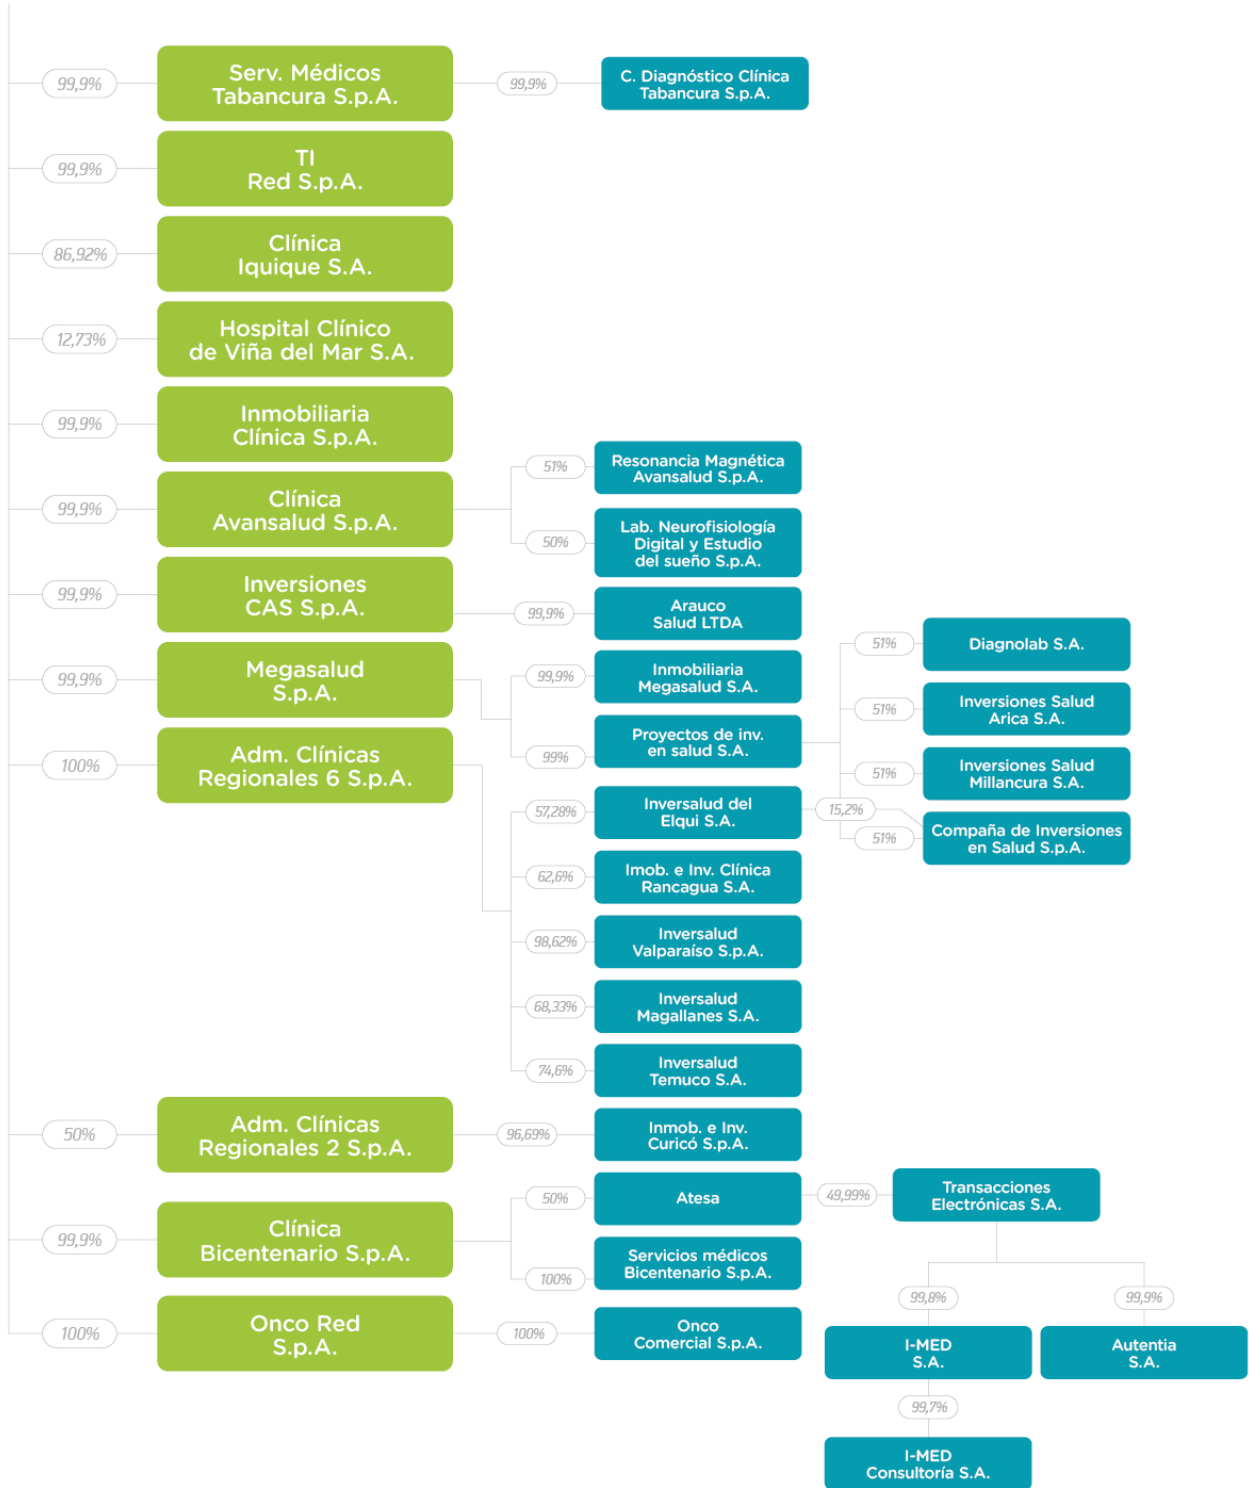 99,9%
Serv. Médicos
Tabancura S.p.A.
99,9%
C. Diagnóstico Clínica
Tabancura S.p.A.
99,9%
TI
Red S.p.A.
86,92%
Clínica
Iquique S.A.
12,73%
Hospital Clínico
de Viña del Mar S.A.
99,9%
Inmobiliaria
Clínica S.p.A.
99,9%
Clínica
Avansalud S.p.A.
51%
Resonancia Magnética
Avansalud S.p.A.
50%
Lab. Neurofisiología
Digital y Estudio
del sueño S.p.A.
99,9%
Inversiones
CAS S.p.A.
99,9%
Arauco
Salud LTDA
99,9%
Megasalud
S.p.A.
99,9%
Inmobiliaria
Megasalud S.A.
99%
Proyectos de inv.
en salud S.A.
51%
Diagnolab S.A.
51%
Inversiones Salud
Arica S.A.
51%
Inversiones Salud
Millancura S.A.
15,2%
51%
Compaña de Inversiones
en Salud S.p.A.
100%
Adm. Clínicas
Regionales 6 S.p.A.
57,28%
Inversalud del
Elqui S.A.
62,6%
Imob. e Inv. Clínica
Rancagua S.A.
98,62%
Inversalud
Valparaíso S.p.A.
68,33%
Inversalud
Magallanes S.A.
74,6%
Inversalud
Temuco S.A.
50%
Adm. Clínicas
Regionales 2 S.p.A.
96,69%
Inmob. e Inv.
Curicó S.p.A.
99,9%
Clínica
Bicentenario S.p.A.
50%
Atesa
49,99%
Transacciones
Electrónicas S.A.
100%
Servicios médicos
Bicentenario S.p.A.
99,8%
99,9%
I-MED
S.A.
Autentia
S.A.
99,7%
I-MED
Consultoría S.A.
100%
Onco Red
S.p.A.
100%
Onco
Comercial S.p.A.